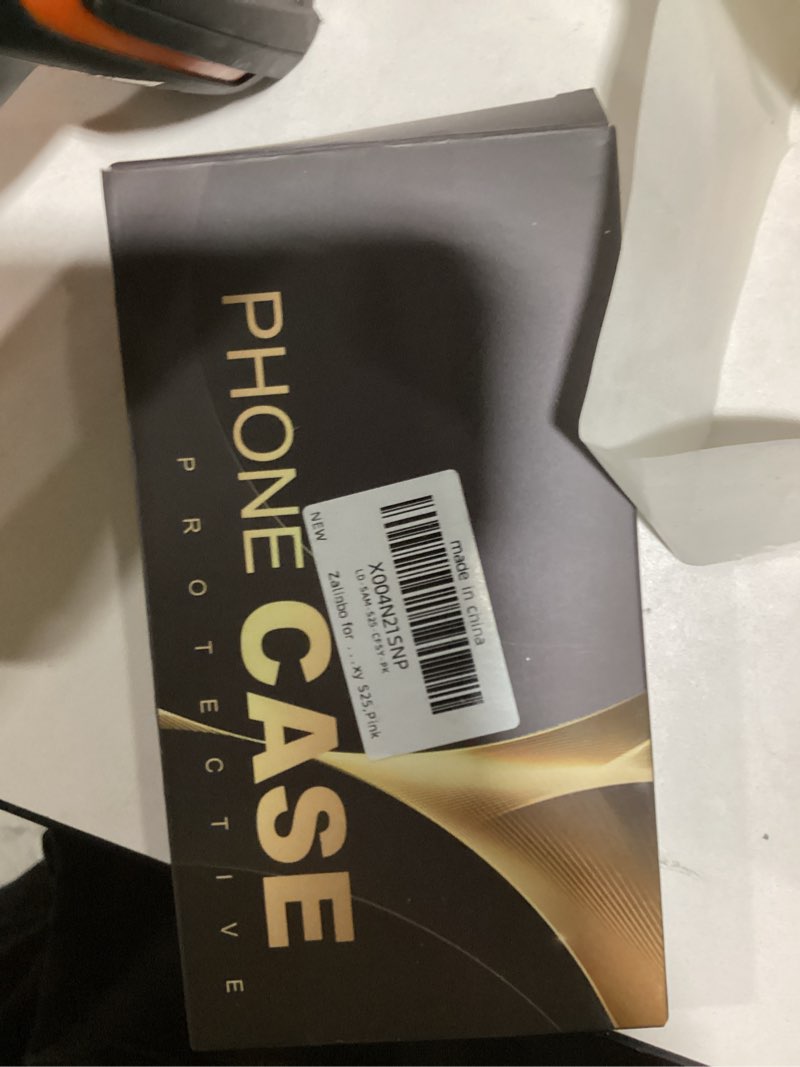 PHONE CASE
PROTECTIVE
made in china
X004N21SNP
LD-SAM-S25-CFSY-PK
Zalinbo for ...xy S25,Pink
NEW